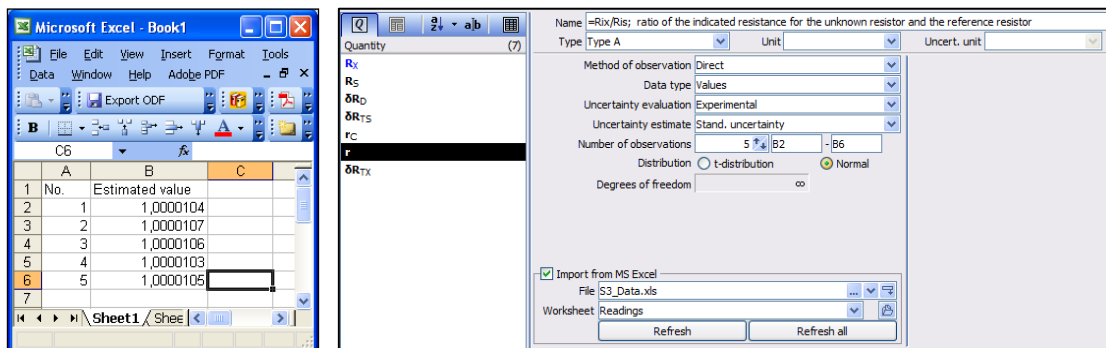 Microsoft Excel - Book1
File Edit View Insert Format Tools
Data Window Help Adobe PDF
Export ODF
B A
C6 fx
A B C
1 No. Estimated value
2 1 1,0000104
3 2 1,0000107
4 3 1,0000106
5 4 1,0000103
6 5 1,0000105
7
Sheet1 Shee
Q a z a|b
Quantity (7)
RX
RS
δRD
δRTS
rC
r
δRTX
Name =Rix/Ris; ratio of the indicated resistance for the unknown resistor and the reference resistor
Type Type A Unit Uncert. unit
Method of observation Direct
Data type Values
Uncertainty evaluation Experimental
Uncertainty estimate Stand. uncertainty
Number of observations 5 B2 - B6
Distribution t-distribution Normal
Degrees of freedom ∞
Import from MS Excel
File S3_Data.xls ...
Worksheet Readings
Refresh Refresh all